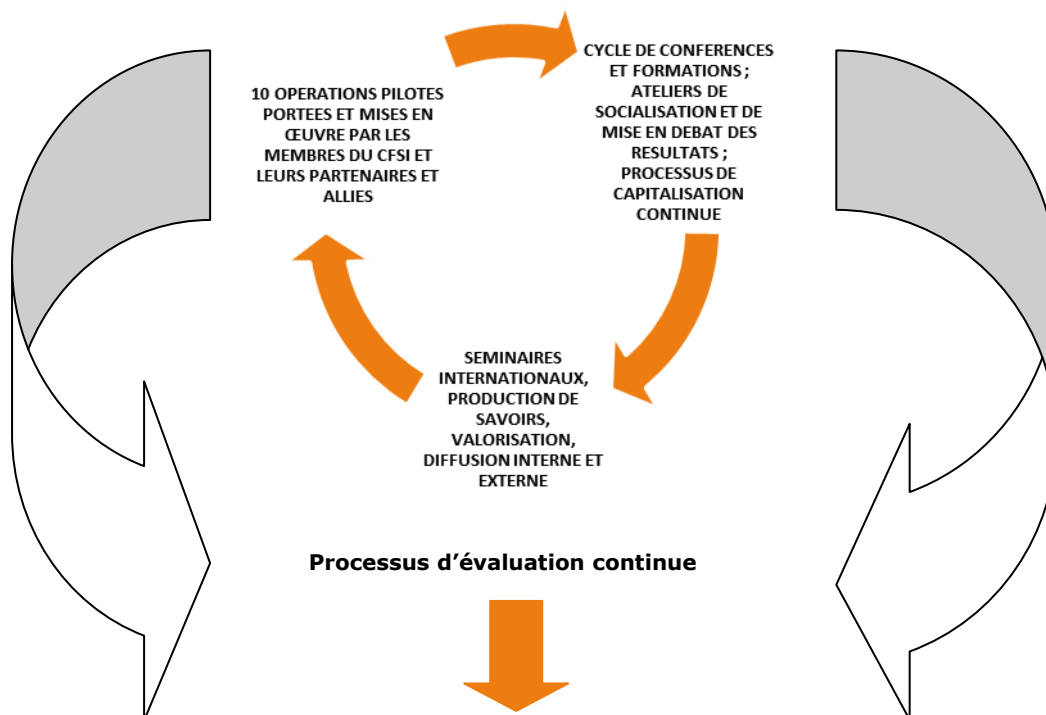 10 OPERATIONS PILOTES
PORTEES ET MISES EN
ŒUVRE PAR LES
MEMBRES DU CFSI ET
LEURS PARTENAIRES ET
ALLIES
CYCLE DE CONFERENCES
ET FORMATIONS ;
ATELIERS DE
SOCIALISATION ET DE
MISE EN DEBAT DES
RESULTATS ;
PROCESSUS DE
CAPITALISATION
CONTINUE
SEMINAIRES
INTERNATIONAUX,
PRODUCTION DE
SAVOIRS,
VALORISATION,
DIFFUSION INTERNE ET
EXTERNE
Processus d’évaluation continue